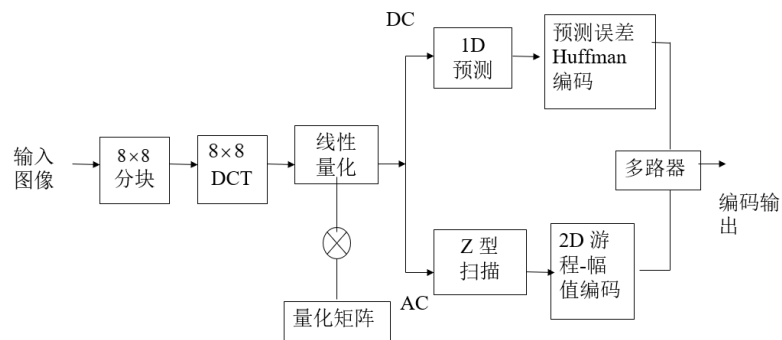 DC
1D
预测
预测误差
Huffman
编码
输入
图像
8×8
分块
8×8
DCT
线性
量化
多路器
编码输
出
Z 型
扫描
2D 游
程-幅
值编码
AC
量化矩阵